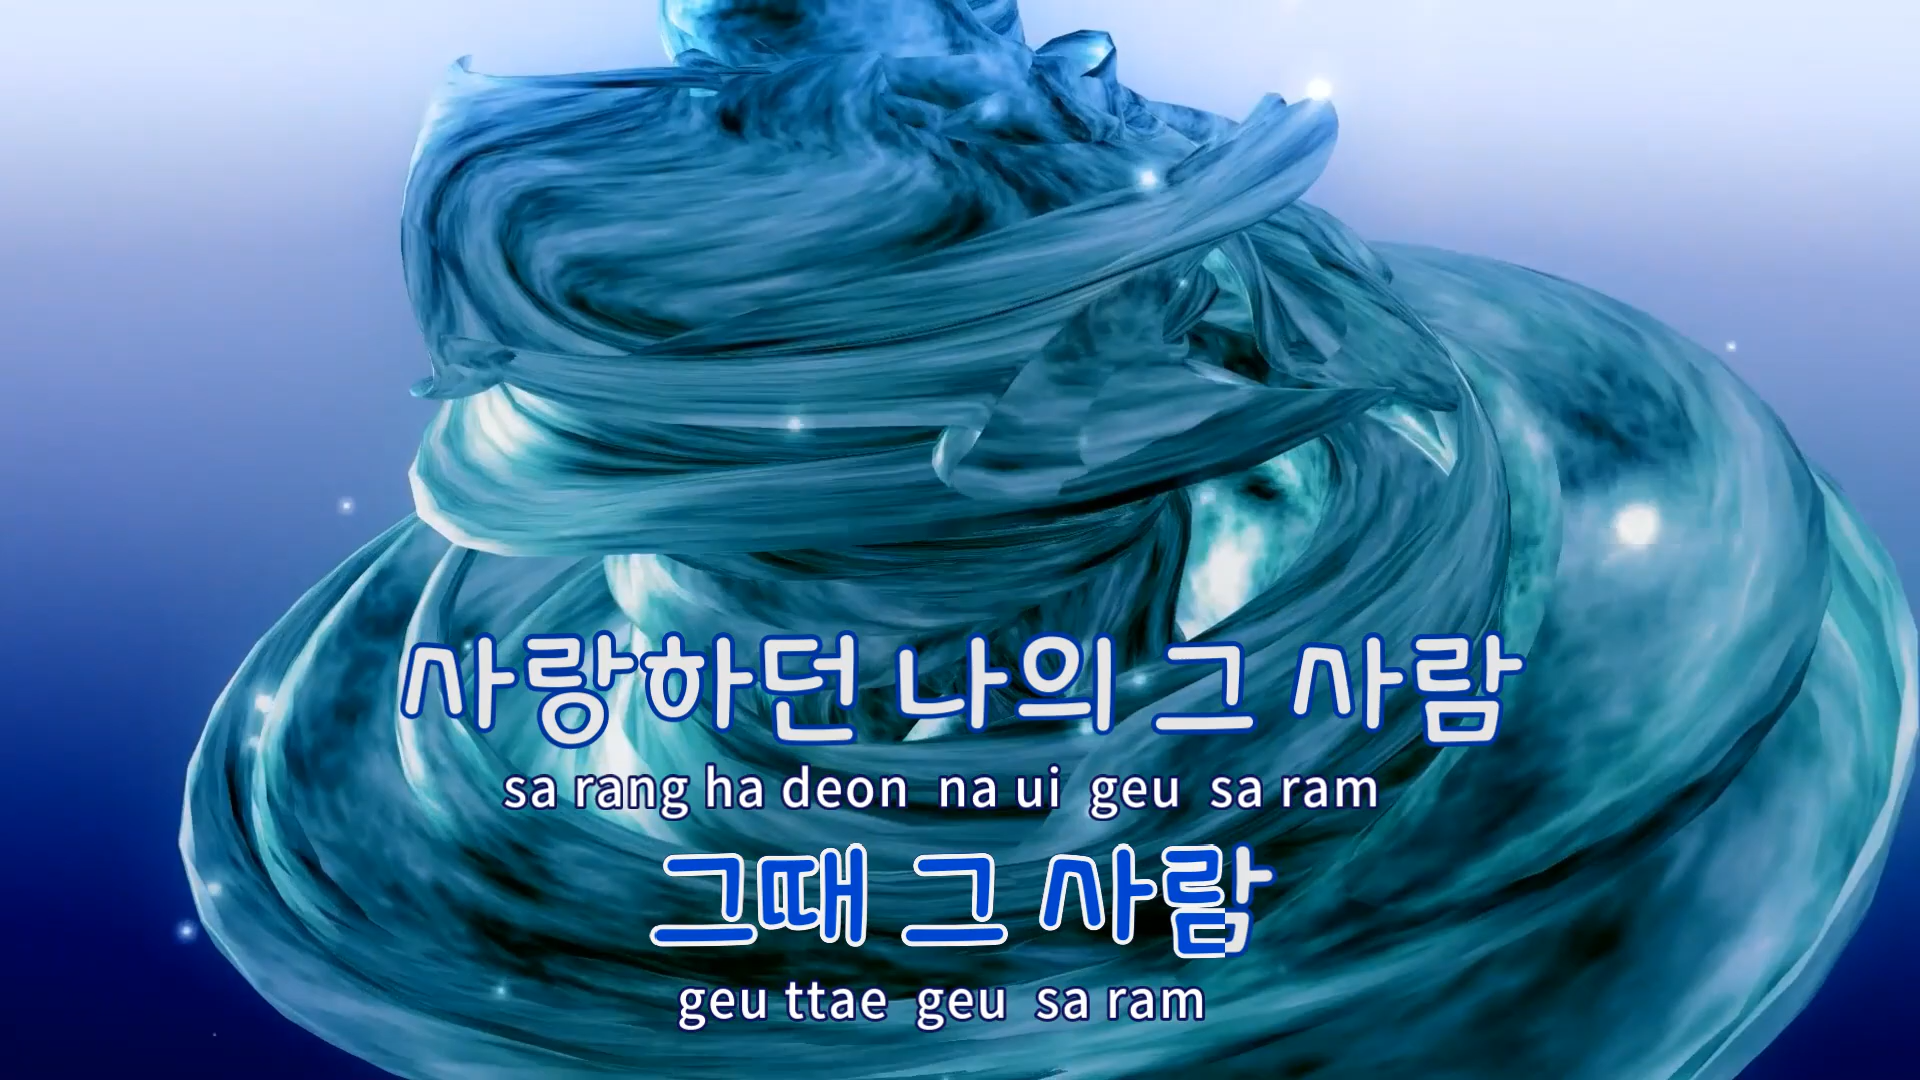 사랑하던 나의 그 사람
sa rang ha deon na ui geu sa ram
그때 그 사람
geu ttae geu sa ram